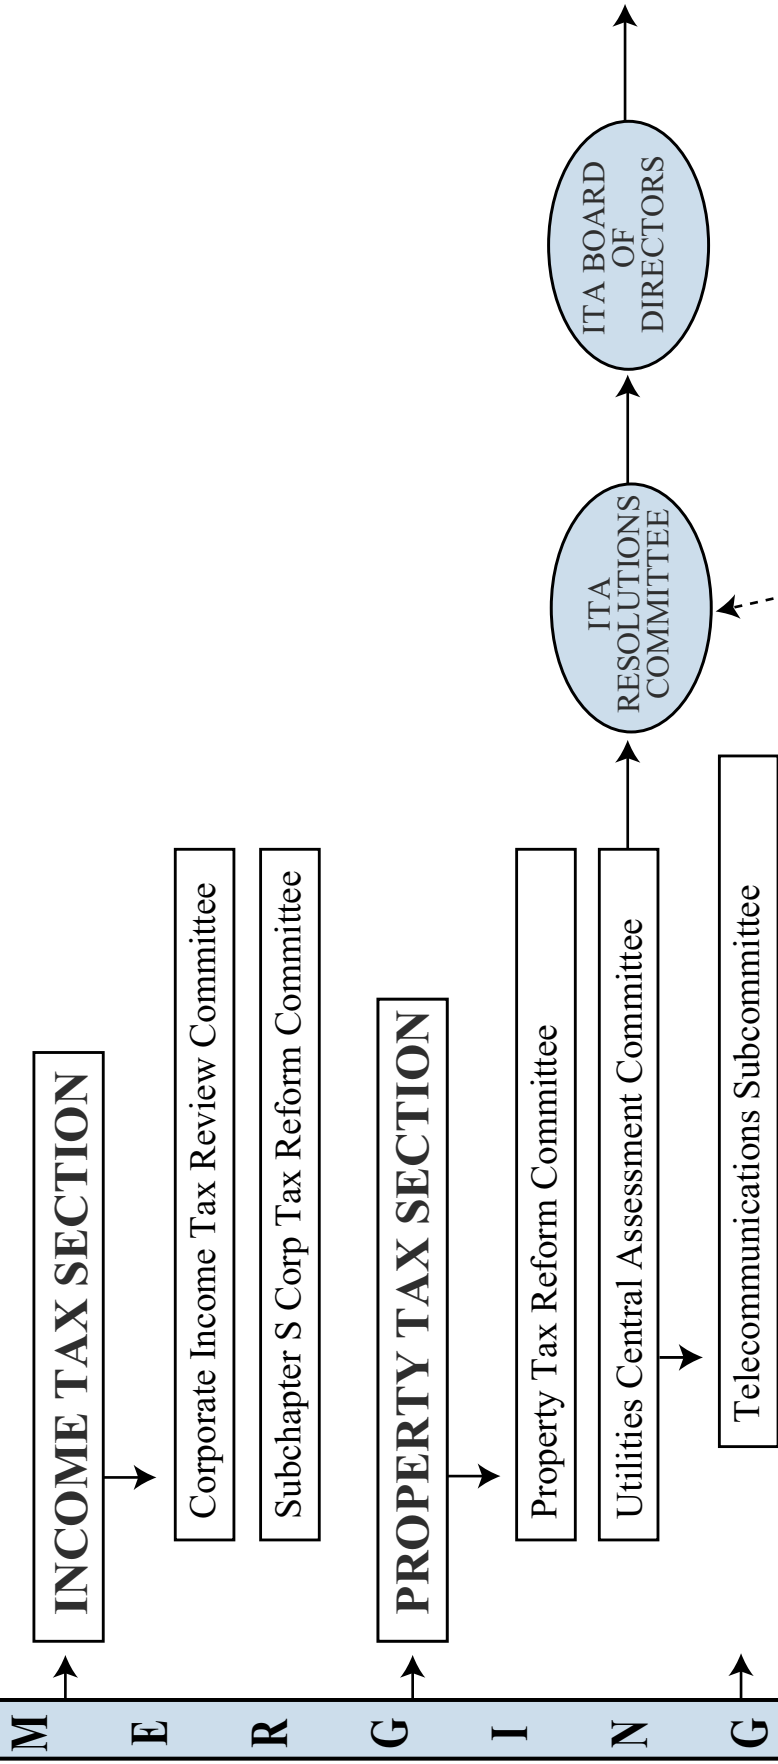 M
E
R
G
I
N
G
INCOME TAX SECTION
Corporate Income Tax Review Committee
Subchapter S Corp Tax Reform Committee
PROPERTY TAX SECTION
Property Tax Reform Committee
Utilities Central Assessment Committee
Telecommunications Subcommittee
ITA
RESOLUTIONS
COMMITTEE
ITA BOARD
OF
DIRECTORS